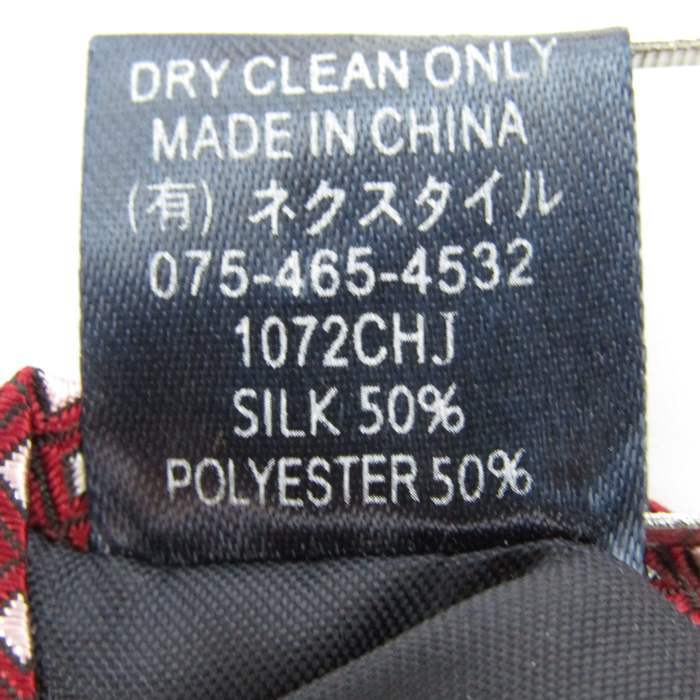 DRY CLEAN ONLY
MADE IN CHINA
(有) ネクスタイル
075-465-4532
1072CHJ
SILK 50%
POLYESTER 50%